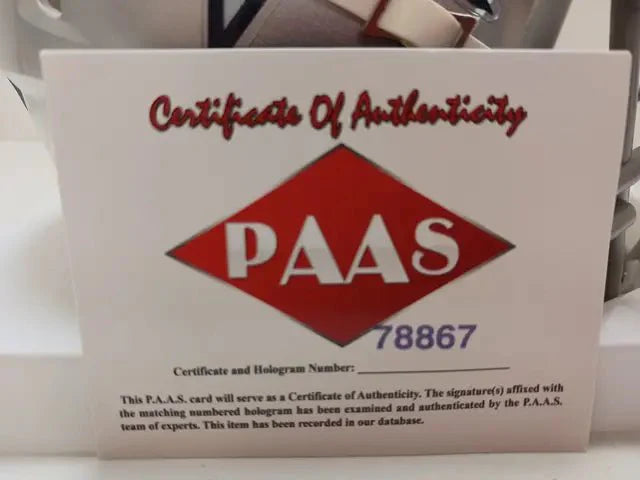 Certificate Of Authenticity
PAAS
78867
Certificate and Hologram Number:
This P.A.A.S. card will serve as a Certificate of Authenticity. The signature(s) affixed with
the matching numbered hologram has been examined and authenticated by the P.A.A.S.
team of experts. This item has been recorded in our database.